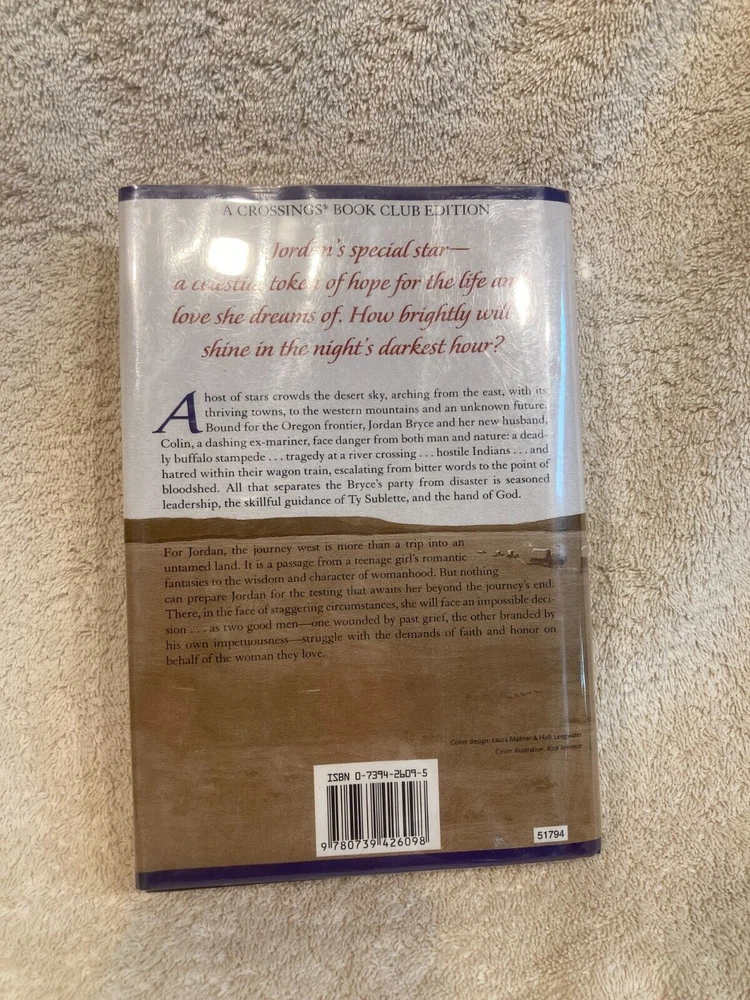 A CROSSINGS® BOOK CLUB EDITION
Jordan's special star—
a celestial token of hope for the life and
love she dreams of. How brightly will
shine in the night's darkest hour?
A host of stars crowds the desert sky, arching from the east, with its
thriving towns, to the western mountains and an unknown future.
Bound for the Oregon frontier, Jordan Bryce and her new husband,
Colin, a dashing ex-mariner, face danger from both man and nature: a dead-
ly buffalo stampede . . . tragedy at a river crossing . . . hostile Indians . . . and
hatred within their wagon train, escalating from bitter words to the point of
bloodshed. All that separates the Bryce's party from disaster is seasoned
leadership, the skillful guidance of Ty Sublette, and the hand of God.
For Jordan, the journey west is more than a trip into an
untamed land. It is a passage from a teenage girl's romantic
fantasies to the wisdom and character of womanhood. But nothing
can prepare Jordan for the testing that awaits her beyond the journey's end.
There, in the face of staggering circumstances, she will face an impossible deci-
sion . . . as two good men—one wounded by past grief, the other branded by
his own impetuousness—struggle with the demands of faith and honor on
behalf of the woman they love.
Cover design: Laura & Holli
Cover illustration: Rick Johnson
ISBN 0-7394-2609-5
9 780739 426098
51794